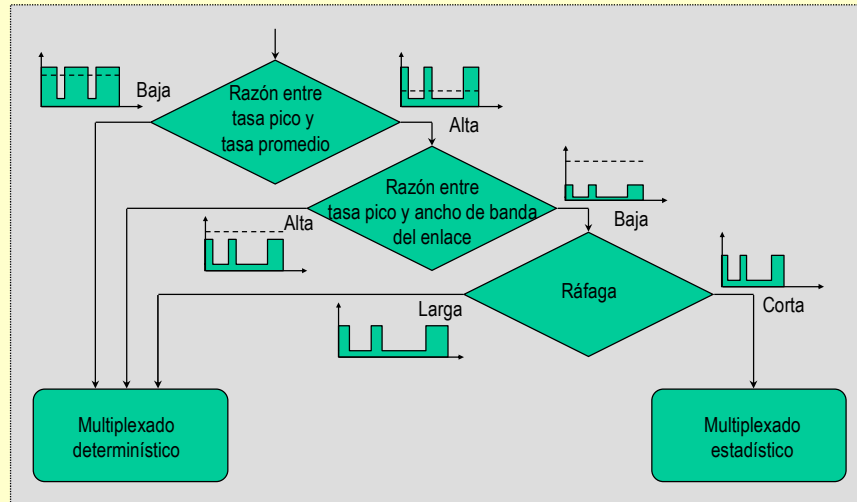 Baja
Razón entre
tasa pico y
tasa promedio
Alta
Razón entre
tasa pico y ancho de banda
del enlace
Alta
Baja
Ráfaga
Larga
Corta
Multiplexado
determinístico
Multiplexado
estadístico